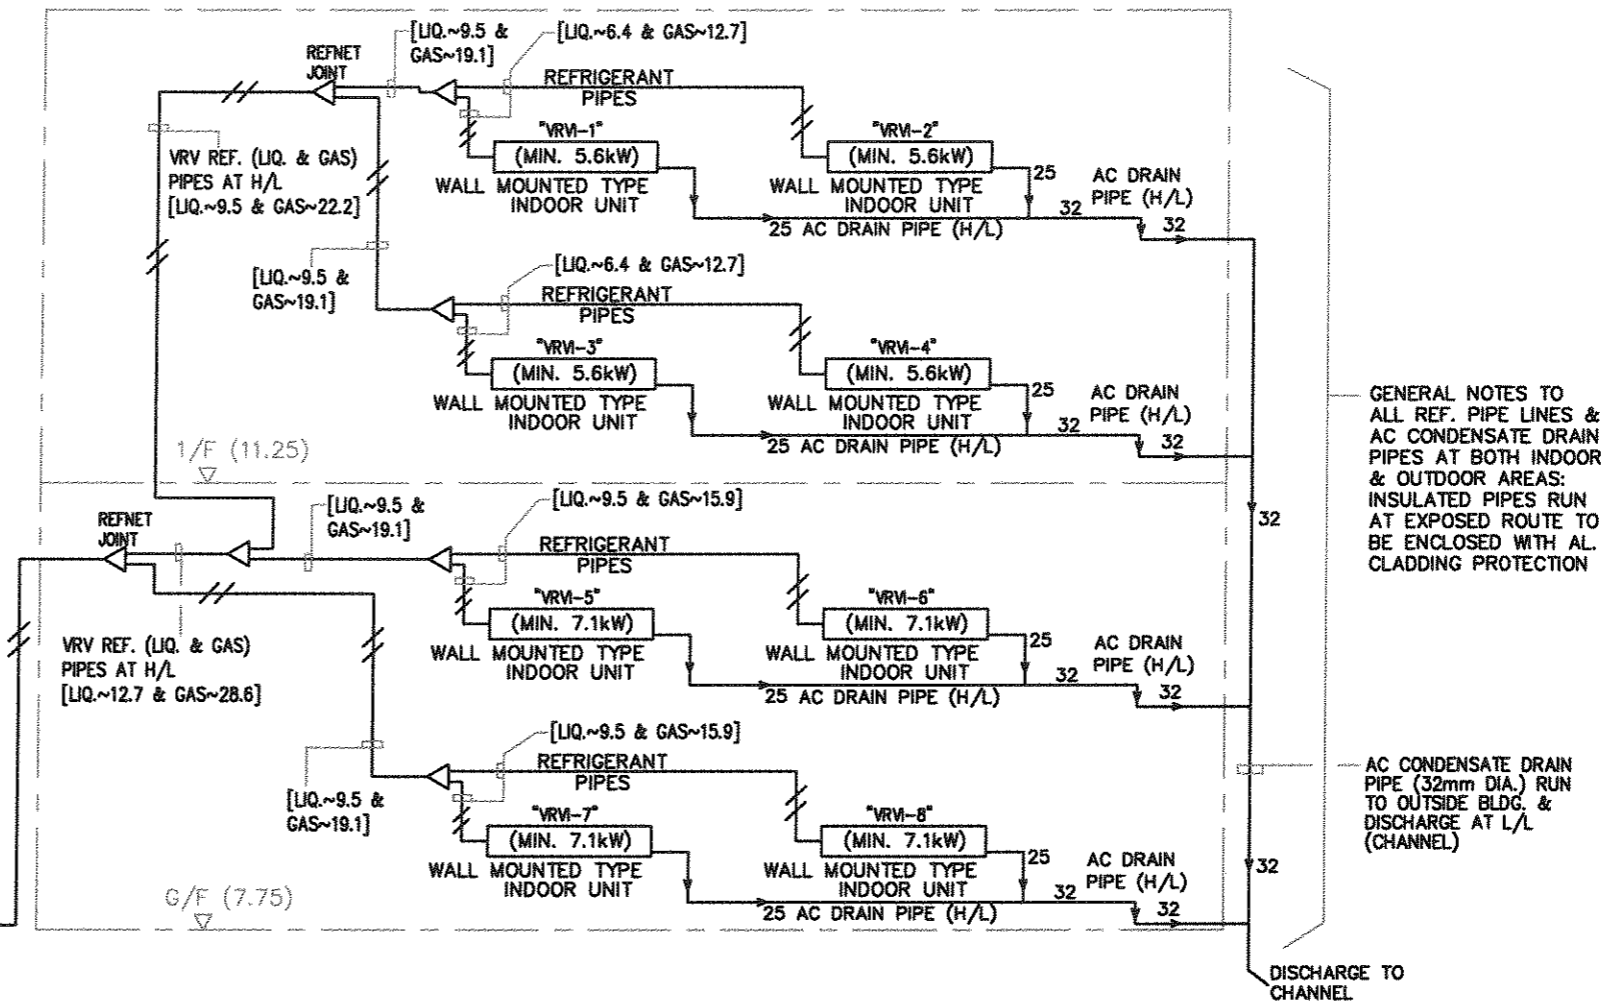 [LIQ.~9.5 &
GAS~19.1]
[LIQ.~6.4 & GAS~12.7]
REFNET
JOINT
REFRIGERANT
PIPES
VRV REF. (LIQ. & GAS)
PIPES AT H/L
[LIQ.~9.5 & GAS~22.2]
"VRVI-1"
(MIN. 5.6kW)
WALL MOUNTED TYPE
INDOOR UNIT
"VRVI-2"
(MIN. 5.6kW)
WALL MOUNTED TYPE
INDOOR UNIT
25
AC DRAIN
PIPE (H/L)
32
32
25 AC DRAIN PIPE (H/L)
[LIQ.~9.5 &
GAS~19.1]
[LIQ.~6.4 & GAS~12.7]
REFRIGERANT
PIPES
"VRVI-3"
(MIN. 5.6kW)
WALL MOUNTED TYPE
INDOOR UNIT
"VRVI-4"
(MIN. 5.6kW)
WALL MOUNTED TYPE
INDOOR UNIT
25
AC DRAIN
PIPE (H/L)
32
32
25 AC DRAIN PIPE (H/L)
1/F (11.25)
GENERAL NOTES TO
ALL REF. PIPE LINES &
AC CONDENSATE DRAIN
PIPES AT BOTH INDOOR
& OUTDOOR AREAS:
INSULATED PIPES RUN
AT EXPOSED ROUTE TO
BE ENCLOSED WITH AL.
CLADDING PROTECTION
32
REFNET
JOINT
[LIQ.~9.5 &
GAS~19.1]
[LIQ.~9.5 & GAS~15.9]
REFRIGERANT
PIPES
VRV REF. (LIQ. & GAS)
PIPES AT H/L
[LIQ.~12.7 & GAS~28.6]
"VRVI-5"
(MIN. 7.1kW)
WALL MOUNTED TYPE
INDOOR UNIT
"VRVI-6"
(MIN. 7.1kW)
WALL MOUNTED TYPE
INDOOR UNIT
25
AC DRAIN
PIPE (H/L)
32
32
25 AC DRAIN PIPE (H/L)
[LIQ.~9.5 &
GAS~19.1]
[LIQ.~9.5 & GAS~15.9]
REFRIGERANT
PIPES
"VRVI-7"
(MIN. 7.1kW)
WALL MOUNTED TYPE
INDOOR UNIT
"VRVI-8"
(MIN. 7.1kW)
WALL MOUNTED TYPE
INDOOR UNIT
25
AC DRAIN
PIPE (H/L)
32
32
25 AC DRAIN PIPE (H/L)
G/F (7.75)
AC CONDENSATE DRAIN
PIPE (32mm DIA.) RUN
TO OUTSIDE BLDG. &
DISCHARGE AT L/L
(CHANNEL)
32
DISCHARGE TO
CHANNEL